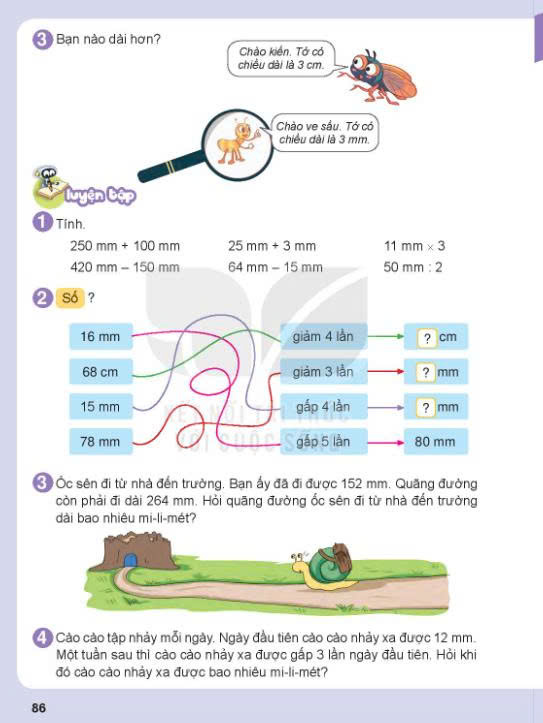 3 Bạn nào dài hơn?
Chào kiến. Tớ có
chiều dài là 3 cm.
Chào ve sầu. Tớ có
chiều dài là 3 mm.
luyện tập
1 Tính.
250 mm + 100 mm 25 mm + 3 mm 11 mm × 3
420 mm – 150 mm 64 mm – 15 mm 50 mm : 2
2 Số ?
16 mm giảm 4 lần ? cm
68 cm giảm 3 lần ? mm
15 mm gấp 4 lần ? mm
KẾT NỐI TRI THỨC
78 mm gấp 5 lần 80 mm
VỚI CUỘC SỐNG
3 Ốc sên đi từ nhà đến trường. Bạn ấy đã đi được 152 mm. Quãng đường
còn phải đi dài 264 mm. Hỏi quãng đường ốc sên đi từ nhà đến trường
dài bao nhiêu mi-li-mét?
4 Cào cào tập nhảy mỗi ngày. Ngày đầu tiên cào cào nhảy xa được 12 mm.
Một tuần sau thì cào cào nhảy xa được gấp 3 lần ngày đầu tiên. Hỏi khi
đó cào cào nhảy xa được bao nhiêu mi-li-mét?
86